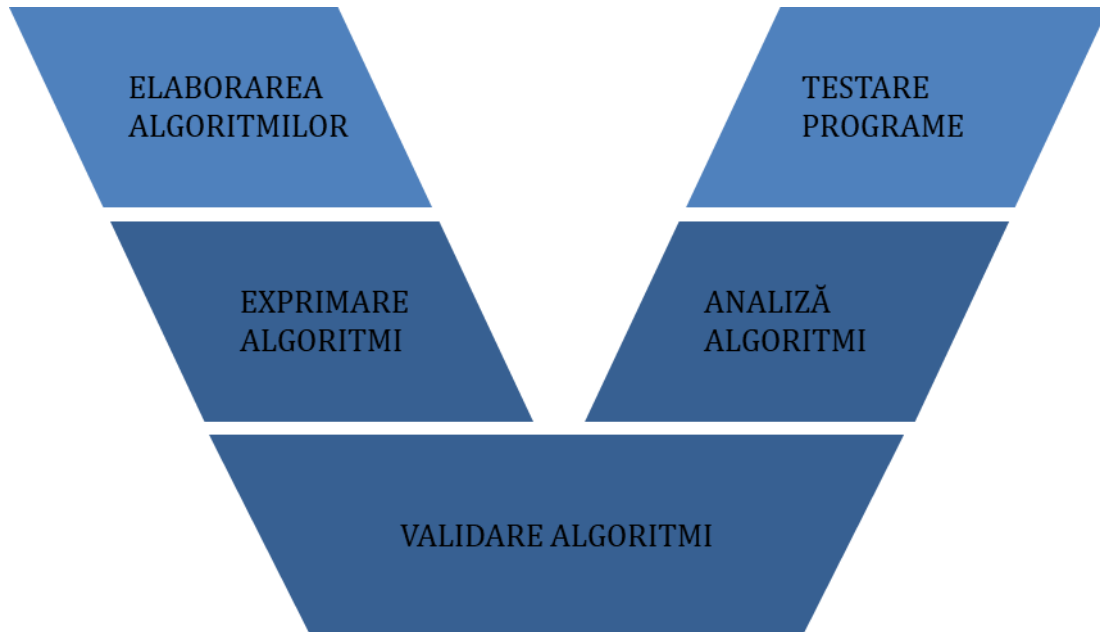 ELABORAREA
ALGORITMILOR
EXPRIMARE
ALGORITMI
VALIDARE ALGORITMI
ANALIZĂ
ALGORITMI
TESTARE
PROGRAME